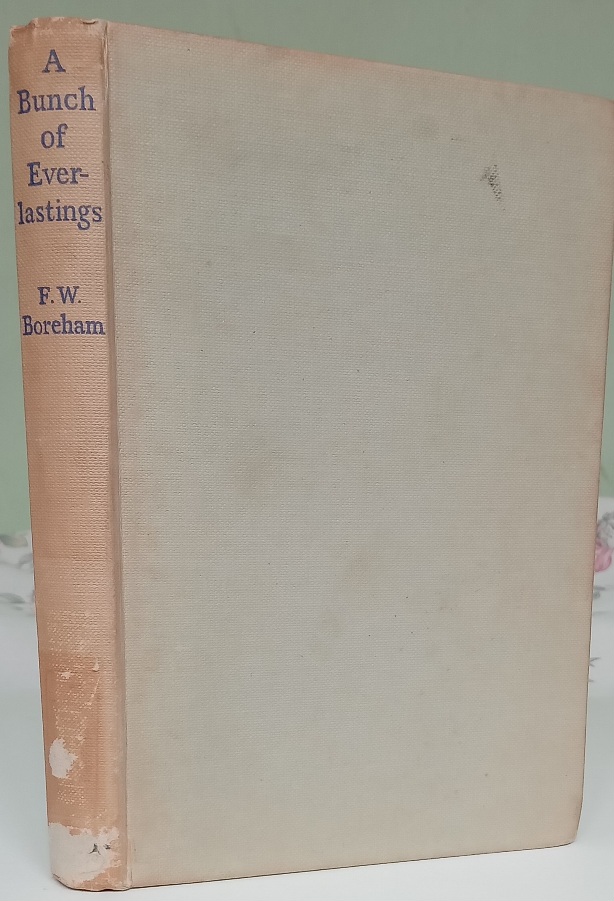 A
Bunch
of
Ever-
lastings
F. W.
Boreham